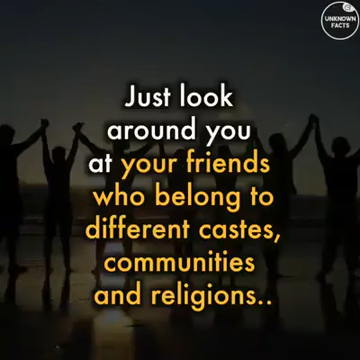 UNKNOWN
FACTS
Just look
around you
at your friends
who belong to
different castes,
communities
and religions..